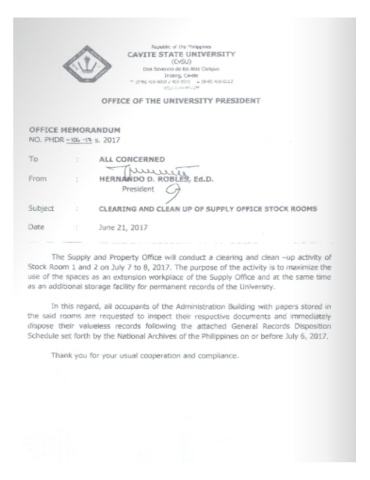 Republic of the Philippines
CAVITE STATE UNIVERSITY
(CvSU)
Don Severino de las Alas Campus
Indang, Cavite
OFFICE OF THE UNIVERSITY PRESIDENT
OFFICE MEMORANDUM
NO. PHDR s. 2017
To : ALL CONCERNED
From : HERNANDO D. ROBLES, Ed.D.
President
Subject : CLEARING AND CLEAN UP OF SUPPLY OFFICE STOCK ROOMS
Date : June 21, 2017
The Supply and Property Office will conduct a clearing and clean –up activity of
Stock Room 1 and 2 on July 7 to 8, 2017. The purpose of the activity is to maximize the
use of the spaces as an extension workplace of the Supply Office and at the same time
as an additional storage facility for permanent records of the University.
In this regard, all occupants of the Administration Building with papers stored in
the said rooms are requested to inspect their respective documents and immediately
dispose their valueless records following the attached General Records Disposition
Schedule set forth by the National Archives of the Philippines on or before July 6, 2017.
Thank you for your usual cooperation and compliance.